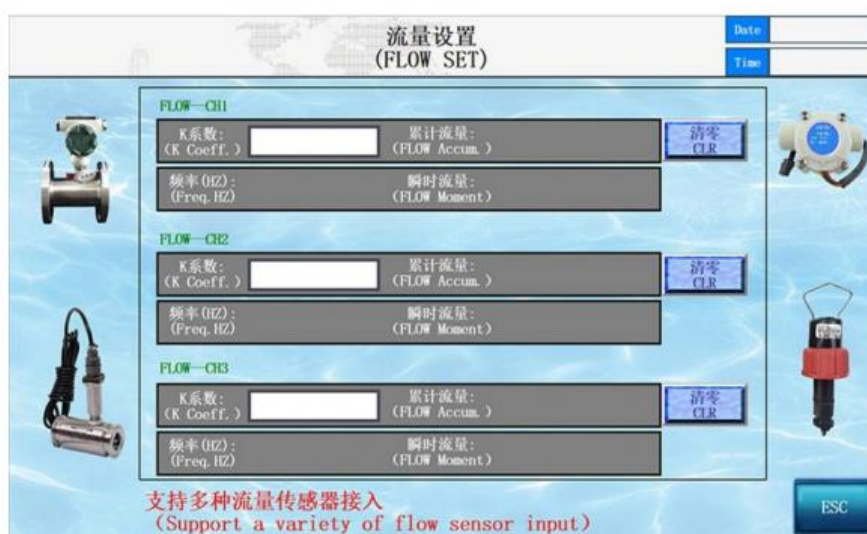 流量设置
(FLOW SET)
Date
Time
FLOW—CH1
K系数:
(K Coeff.)
累计流量:
(FLOW Accum.)
清零
CLR
频率(HZ):
(Freq.HZ)
瞬时流量:
(FLOW Moment)
FLOW—CH2
K系数:
(K Coeff.)
累计流量:
(FLOW Accum.)
清零
CLR
频率(HZ):
(Freq.HZ)
瞬时流量:
(FLOW Moment)
FLOW—CH3
K系数:
(K Coeff.)
累计流量:
(FLOW Accum.)
清零
CLR
频率(HZ):
(Freq.HZ)
瞬时流量:
(FLOW Moment)
支持多种流量传感器接入
(Support a variety of flow sensor input)
ESC